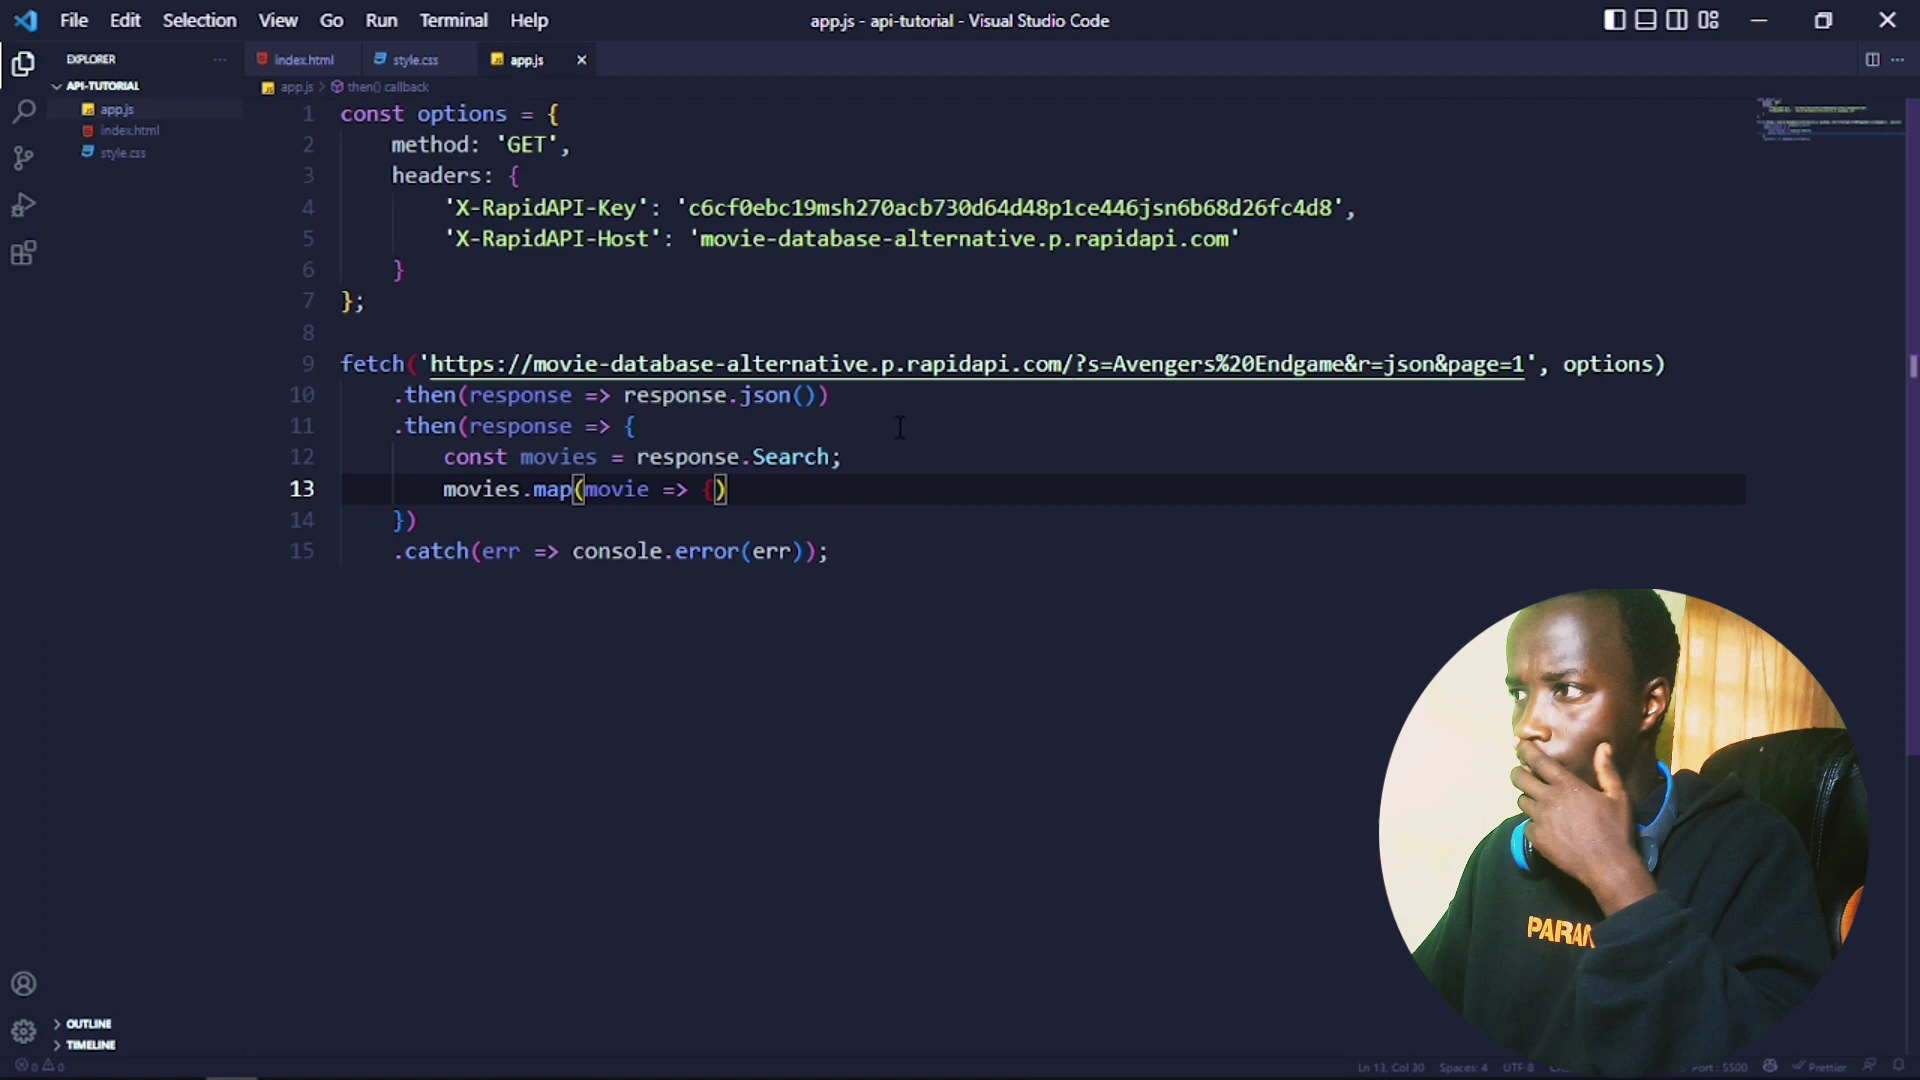 File Edit Selection View Go Run Terminal Help
app.js - api-tutorial - Visual Studio Code
EXPLORER
API-TUTORIAL
app.js
index.html
style.css
OUTLINE
TIMELINE
index.html
style.css
app.js
app.js > then() callback
1 const options = {
2 method: 'GET',
3 headers: {
4 'X-RapidAPI-Key': 'c6cf0ebc19msh270acb730d64d48p1ce446jsn6b68d26fc4d8',
5 'X-RapidAPI-Host': 'movie-database-alternative.p.rapidapi.com'
6 }
7 };
8
9 fetch('https://movie-database-alternative.p.rapidapi.com/?s=Avengers%20Endgame&r=json&page=1', options)
10 .then(response => response.json())
11 .then(response => {
12 const movies = response.Search;
13 movies.map(movie => {)
14 })
15 .catch(err => console.error(err));
PARAN
0 0
Ln 13, Col 30 Spaces: 4 UTF-8 Port : 5500 Prettier